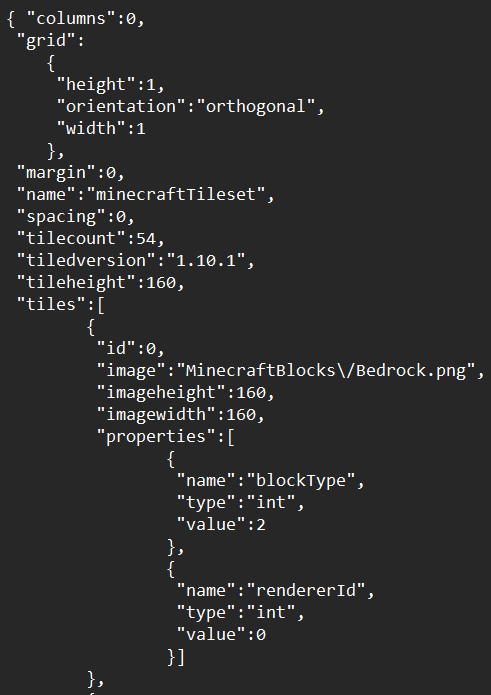 { "columns":0,
 "grid":
    {
     "height":1,
     "orientation":"orthogonal",
     "width":1
    },
 "margin":0,
 "name":"minecraftTileset",
 "spacing":0,
 "tilecount":54,
 "tiledversion":"1.10.1",
 "tileheight":160,
 "tiles":[
        {
         "id":0,
         "image":"MinecraftBlocks\/Bedrock.png",
         "imageheight":160,
         "imagewidth":160,
         "properties":[
                {
                 "name":"blockType",
                 "type":"int",
                 "value":2
                },
                {
                 "name":"rendererId",
                 "type":"int",
                 "value":0
                }]
        },